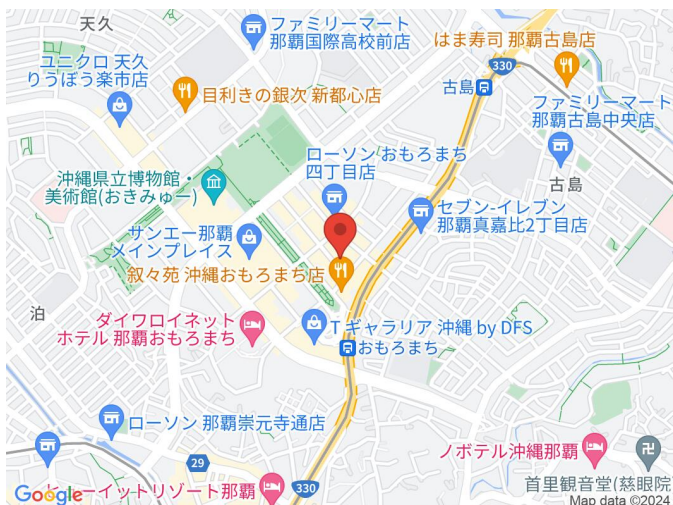 天久
ファミリーマート
那覇国際高校前店
はま寿司 那覇古島店
330
ユニクロ 天久
りうぼう楽市店
目利きの銀次 新都心店
古島
ファミリーマート
那覇古島中央店
沖縄県立博物館・
美術館(おきみゅー)
ローソン おもろまち
四丁目店
古島
セブン-イレブン
那覇真嘉比2丁目店
サンエー那覇
メインプレイス
叙々苑 沖縄おもろまち店
泊
ダイワロイネット
ホテル 那覇おもろまち
T ギャラリア 沖縄 by DFS
おもろまち
ローソン 那覇崇元寺通店
ノボテル沖縄那覇
29
Google
ーイットリゾート那覇
330
首里観音堂(慈眼院)
Map data ©2024